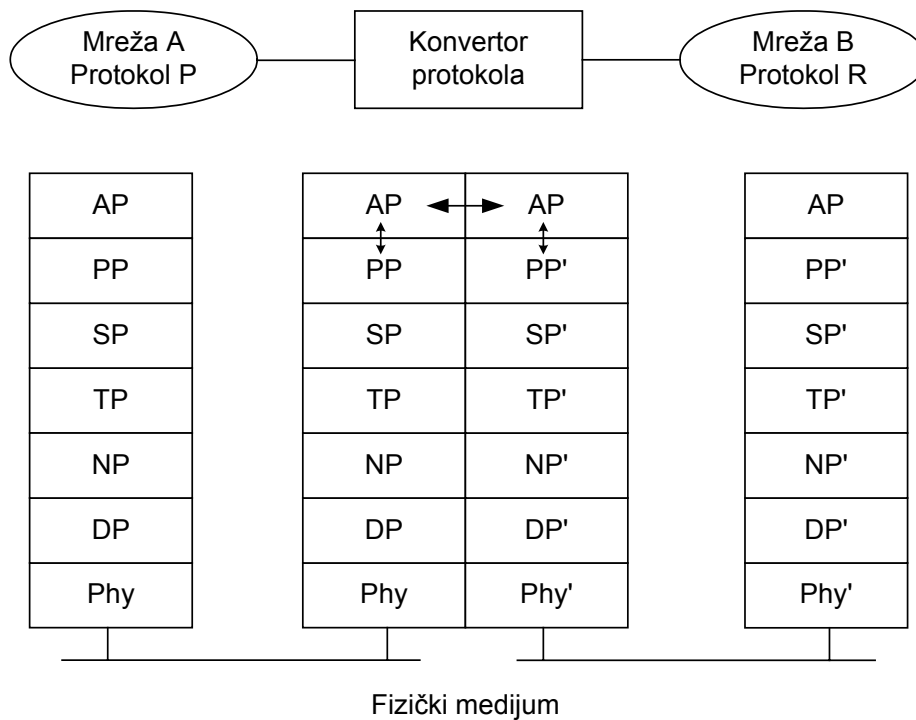 Mreža A
Protokol P
Konvertor
protokola
Mreža B
Protokol R
AP AP AP AP
PP PP PP' PP'
SP SP SP' SP'
TP TP TP' TP'
NP NP NP' NP'
DP DP DP' DP'
Phy Phy Phy' Phy'
Fizički medijum